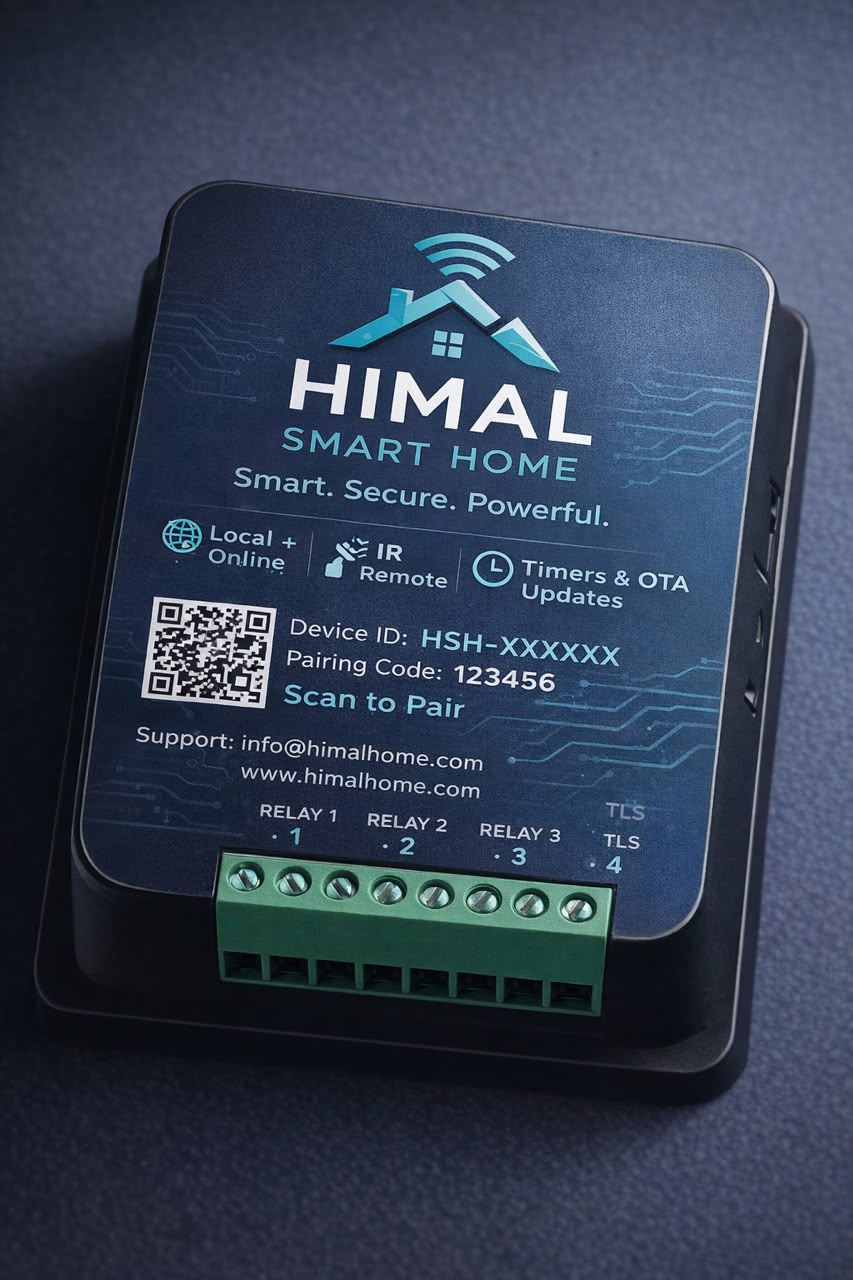 HIMAL
SMART HOME
Smart. Secure. Powerful.
Local +
Online
IR
Remote
Timers & OTA
Updates
Device ID: HSH-XXXXXX
Pairing Code: 123456
Scan to Pair
Support: info@himalhome.com
www.himalhome.com
TLS
RELAY 1 RELAY 2 RELAY 3 TLS
· 1 · 2 · 3 · 4